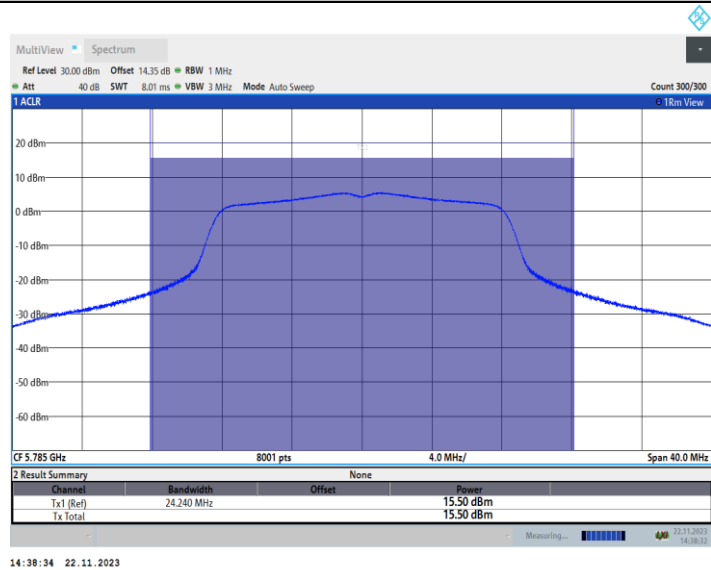 R S
MultiView Spectrum
Ref Level 30.00 dBm Offset 14.35 dB RBW 1 MHz
Att 40 dB SWT 8.01 ms VBW 3 MHz Mode Auto Sweep Count 300/300
1 ACLR 1Rm View
20 dBm
10 dBm
0 dBm
-10 dBm
-20 dBm
-30 dBm
-40 dBm
-50 dBm
-60 dBm
CF 5.785 GHz 8001 pts 4.0 MHz/ Span 40.0 MHz
2 Result Summary None
Channel Bandwidth Offset Power
Tx1 (Ref) 24.240 MHz 15.50 dBm
Tx Total 15.50 dBm
Measuring... 22.11.2023
14:38:32
14:38:34 22.11.2023